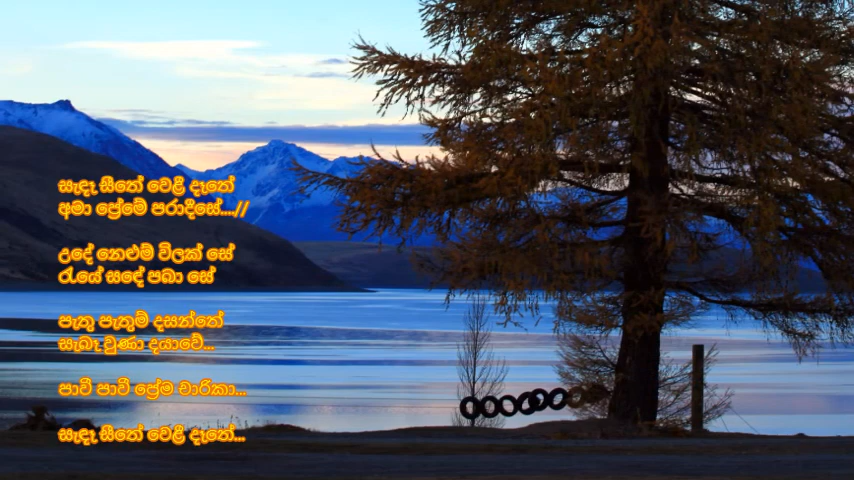 සැඳෑ සීතේ වෙළී දෑතේ
අමා ප්‍රේමේ පරාදීසේ....//
උදේ නෙළුම් විලක් සේ
රැයේ සඳේ පබා සේ
පැතු පැතුම් දසන්තේ
සැබෑ වුණා දයාවේ...
පාවී පාවී ප්‍රේම චාරිකා...
සැඳෑ සීතේ වෙළී දෑතේ...